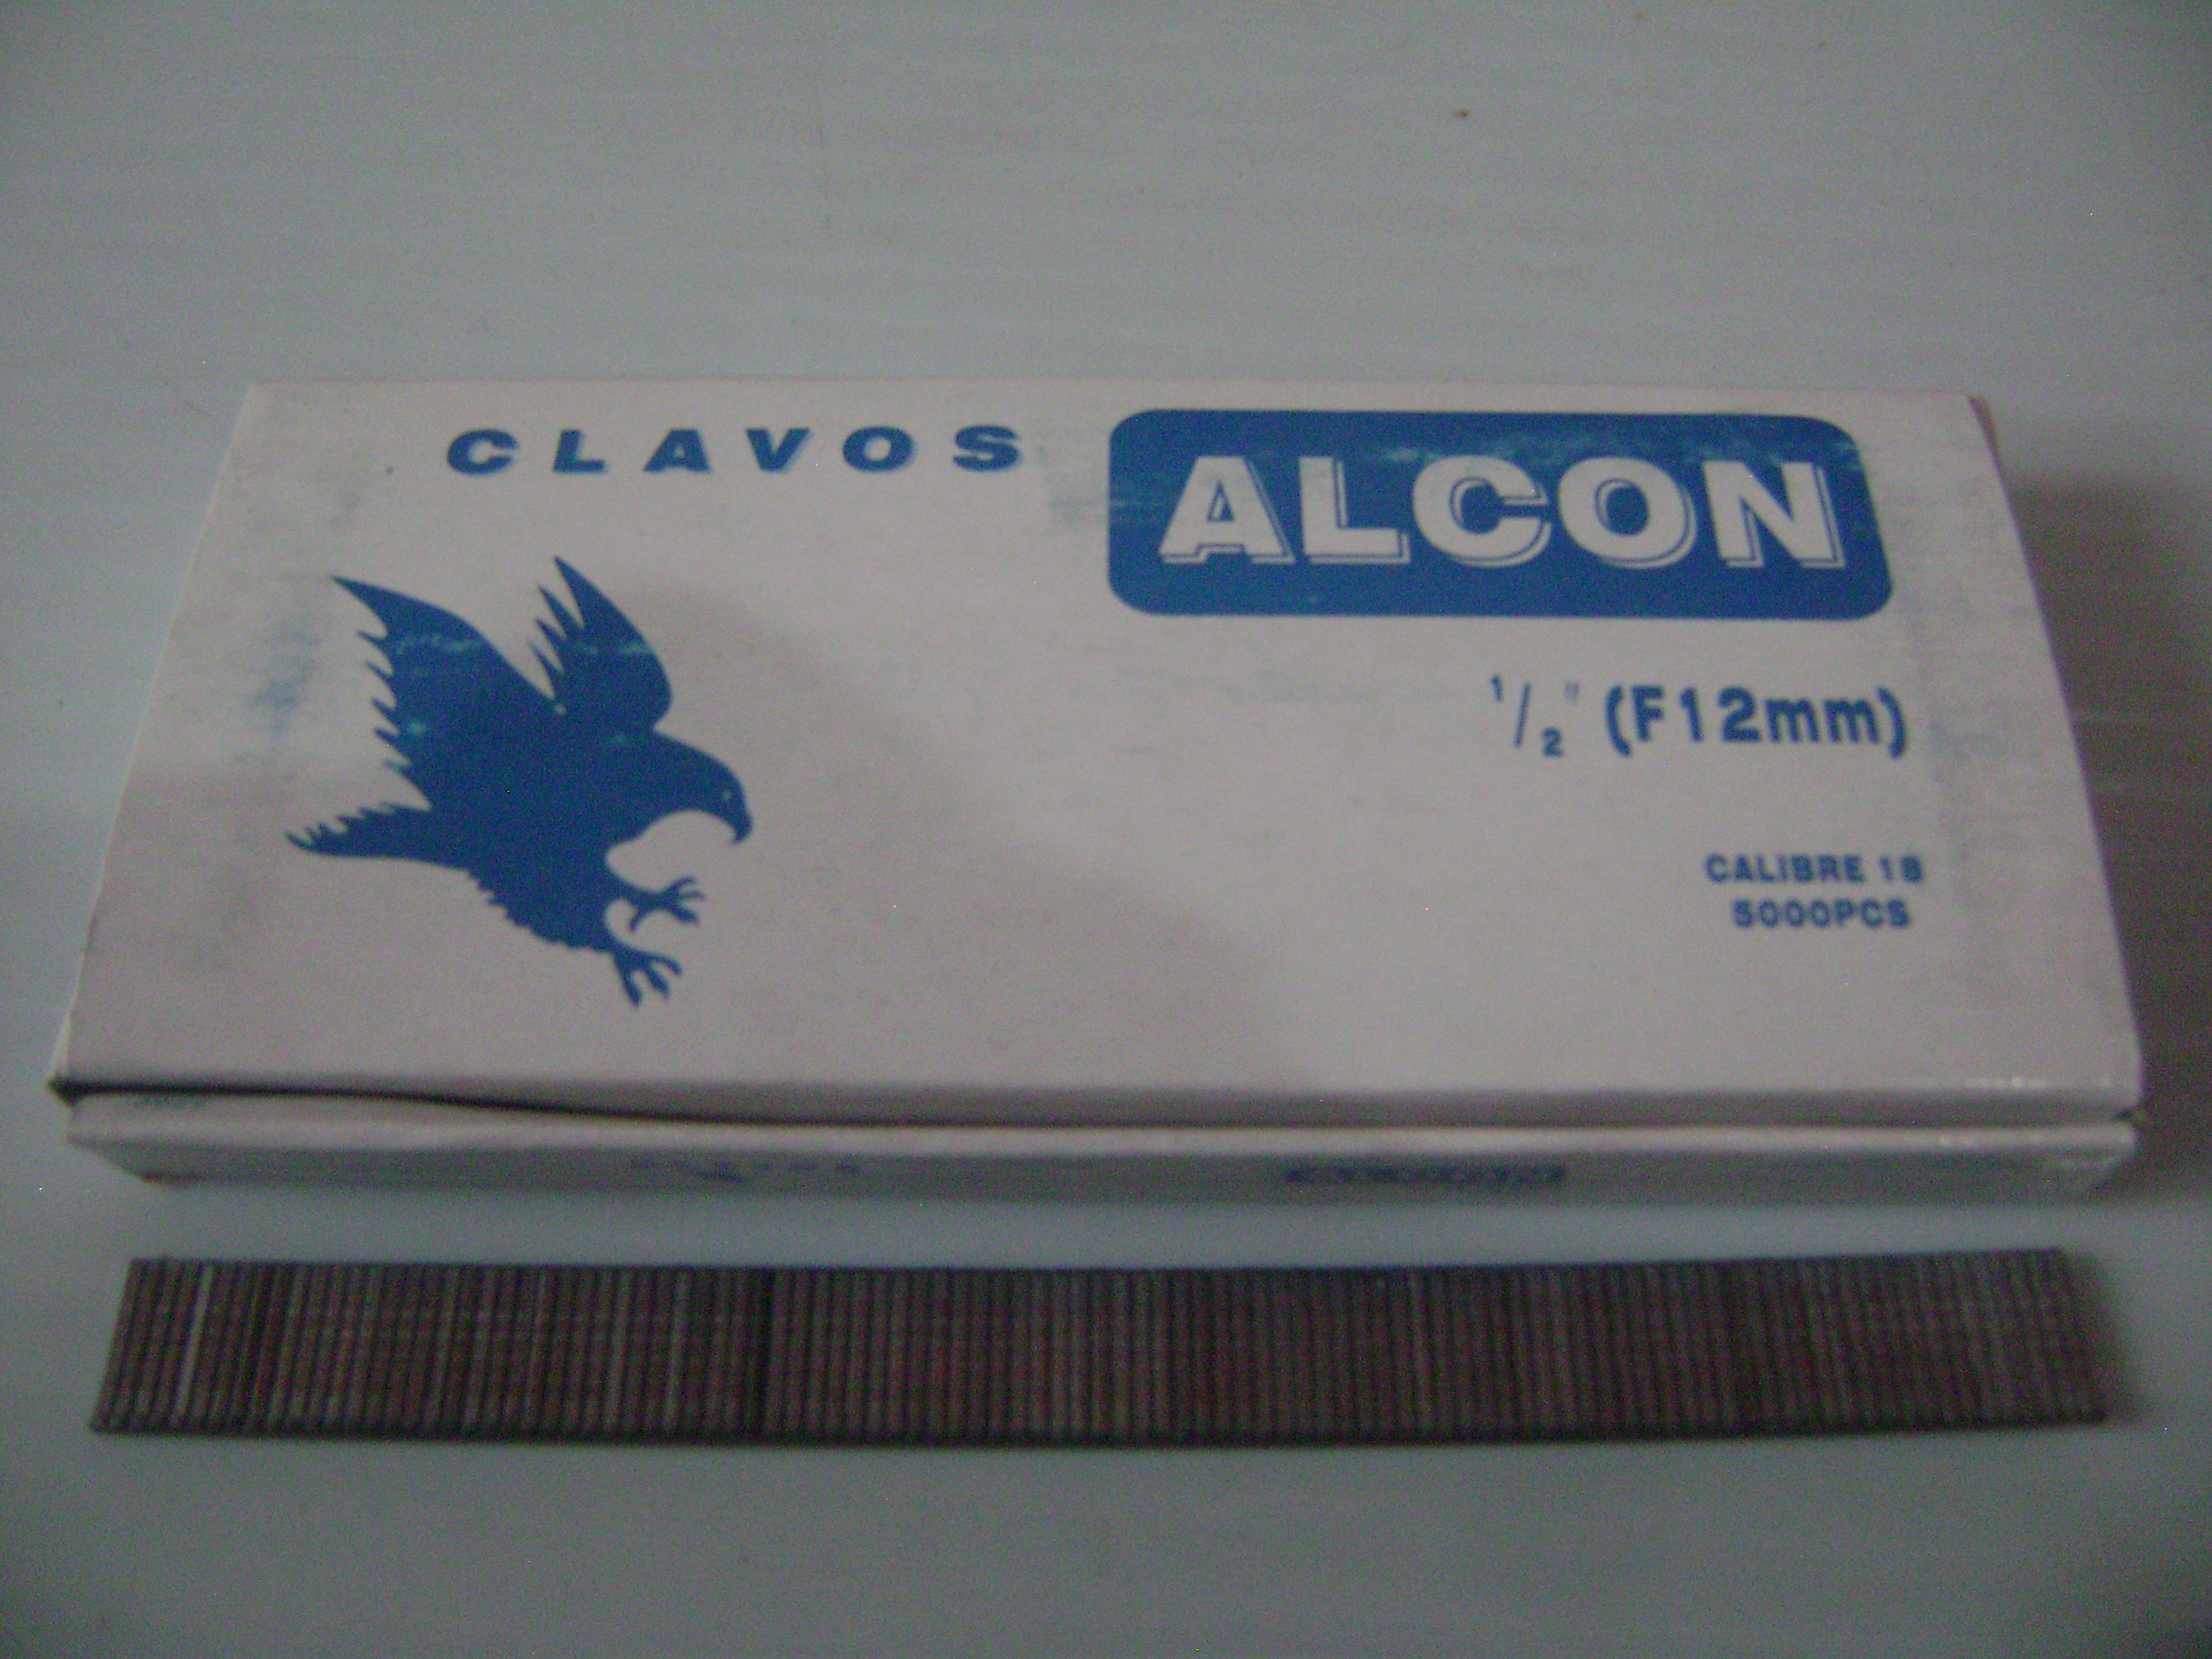 CLAVOS
ALCON
1/2" (F12mm)
CALIBRE 18
5000PCS